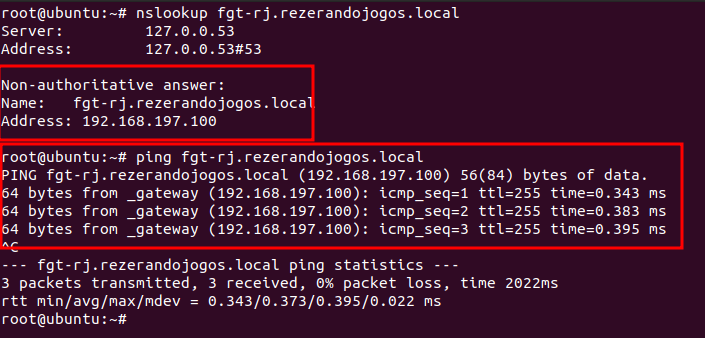 root@ubuntu:~# nslookup fgt-rj.rezerandojogos.local
Server:         127.0.0.53
Address:        127.0.0.53#53

Non-authoritative answer:
Name:   fgt-rj.rezerandojogos.local
Address: 192.168.197.100

root@ubuntu:~# ping fgt-rj.rezerandojogos.local
PING fgt-rj.rezerandojogos.local (192.168.197.100) 56(84) bytes of data.
64 bytes from _gateway (192.168.197.100): icmp_seq=1 ttl=255 time=0.343 ms
64 bytes from _gateway (192.168.197.100): icmp_seq=2 ttl=255 time=0.383 ms
64 bytes from _gateway (192.168.197.100): icmp_seq=3 ttl=255 time=0.395 ms
^C
--- fgt-rj.rezerandojogos.local ping statistics ---
3 packets transmitted, 3 received, 0% packet loss, time 2022ms
rtt min/avg/max/mdev = 0.343/0.373/0.395/0.022 ms
root@ubuntu:~#